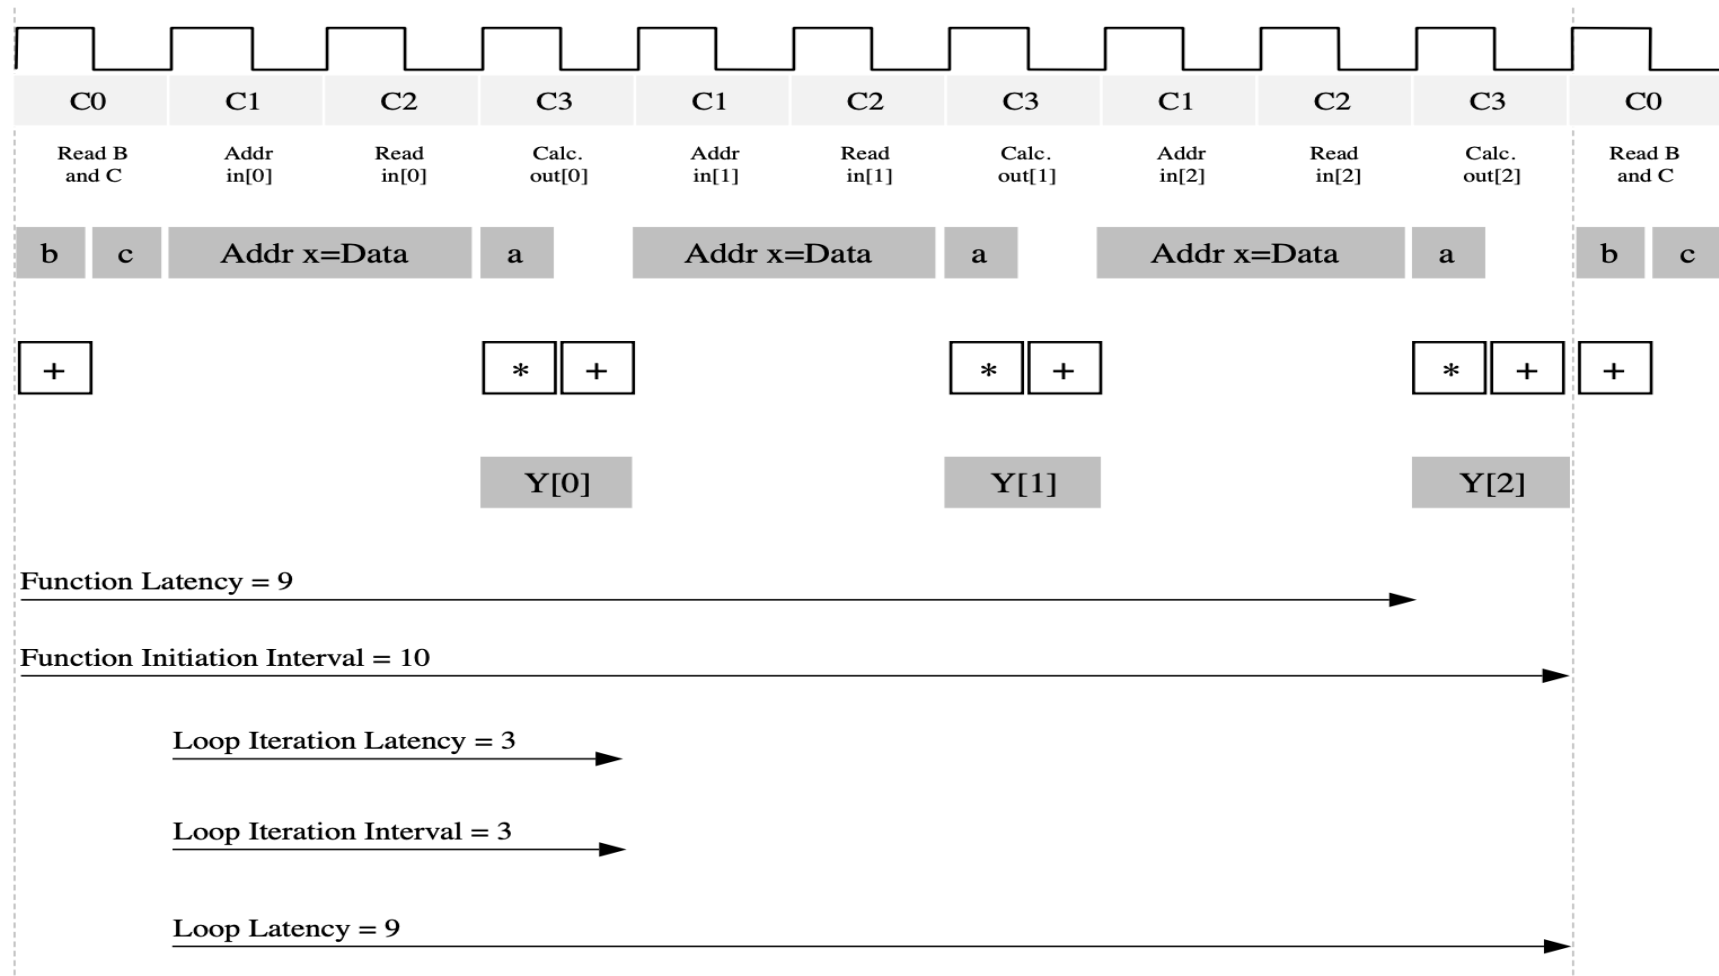 C0 C1 C2 C3 C1 C2 C3 C1 C2 C3 C0
Read B Addr Read Calc. Addr Read Calc. Addr Read Calc. Read B
and C in[0] in[0] out[0] in[1] in[1] out[1] in[2] in[2] out[2] and C
b c Addr x=Data a Addr x=Data a Addr x=Data a b c
+ * + * + * + +
Y[0] Y[1] Y[2]
Function Latency = 9
Function Initiation Interval = 10
Loop Iteration Latency = 3
Loop Iteration Interval = 3
Loop Latency = 9